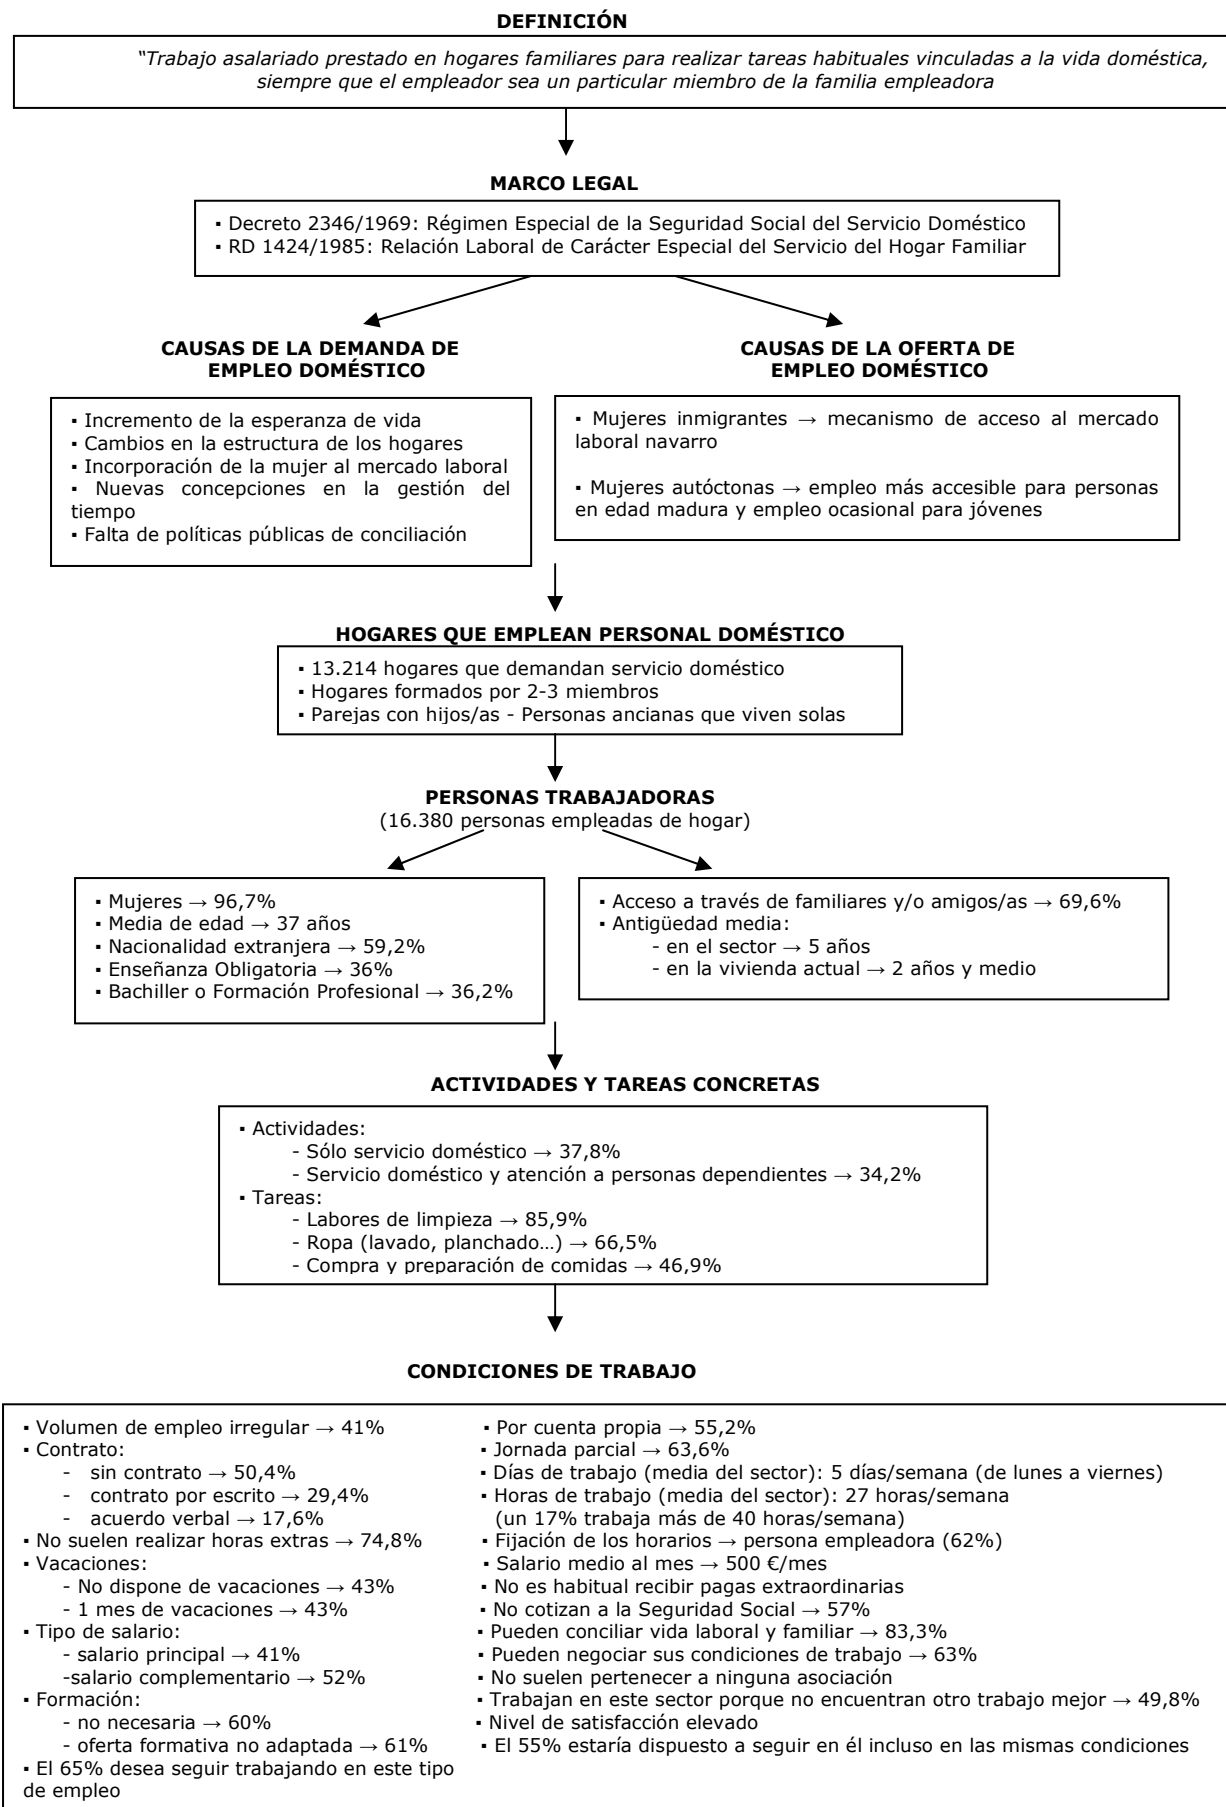 DEFINICIÓN
"Trabajo asalariado prestado en hogares familiares para realizar tareas habituales vinculadas a la vida doméstica,
siempre que el empleador sea un particular miembro de la familia empleadora
MARCO LEGAL
▪ Decreto 2346/1969: Régimen Especial de la Seguridad Social del Servicio Doméstico
▪ RD 1424/1985: Relación Laboral de Carácter Especial del Servicio del Hogar Familiar
CAUSAS DE LA DEMANDA DE
EMPLEO DOMÉSTICO
▪ Incremento de la esperanza de vida
▪ Cambios en la estructura de los hogares
▪ Incorporación de la mujer al mercado laboral
▪ Nuevas concepciones en la gestión del
tiempo
▪ Falta de políticas públicas de conciliación
CAUSAS DE LA OFERTA DE
EMPLEO DOMÉSTICO
▪ Mujeres inmigrantes → mecanismo de acceso al mercado
laboral navarro
▪ Mujeres autóctonas → empleo más accesible para personas
en edad madura y empleo ocasional para jóvenes
HOGARES QUE EMPLEAN PERSONAL DOMÉSTICO
▪ 13.214 hogares que demandan servicio doméstico
▪ Hogares formados por 2-3 miembros
▪ Parejas con hijos/as - Personas ancianas que viven solas
PERSONAS TRABAJADORAS
(16.380 personas empleadas de hogar)
▪ Mujeres → 96,7%
▪ Media de edad → 37 años
▪ Nacionalidad extranjera → 59,2%
▪ Enseñanza Obligatoria → 36%
▪ Bachiller o Formación Profesional → 36,2%
▪ Acceso a través de familiares y/o amigos/as → 69,6%
▪ Antigüedad media:
- en el sector → 5 años
- en la vivienda actual → 2 años y medio
ACTIVIDADES Y TAREAS CONCRETAS
▪ Actividades:
- Sólo servicio doméstico → 37,8%
- Servicio doméstico y atención a personas dependientes → 34,2%
▪ Tareas:
- Labores de limpieza → 85,9%
- Ropa (lavado, planchado…) → 66,5%
- Compra y preparación de comidas → 46,9%
CONDICIONES DE TRABAJO
▪ Volumen de empleo irregular → 41%
▪ Contrato:
- sin contrato → 50,4%
- contrato por escrito → 29,4%
- acuerdo verbal → 17,6%
▪ No suelen realizar horas extras → 74,8%
▪ Vacaciones:
- No dispone de vacaciones → 43%
- 1 mes de vacaciones → 43%
▪ Tipo de salario:
- salario principal → 41%
-salario complementario → 52%
▪ Formación:
- no necesaria → 60%
- oferta formativa no adaptada → 61%
▪ El 65% desea seguir trabajando en este tipo
de empleo
▪ Por cuenta propia → 55,2%
▪ Jornada parcial → 63,6%
▪ Días de trabajo (media del sector): 5 días/semana (de lunes a viernes)
▪ Horas de trabajo (media del sector): 27 horas/semana
(un 17% trabaja más de 40 horas/semana)
▪ Fijación de los horarios → persona empleadora (62%)
▪ Salario medio al mes → 500 €/mes
▪ No es habitual recibir pagas extraordinarias
▪ No cotizan a la Seguridad Social → 57%
▪ Pueden conciliar vida laboral y familiar → 83,3%
▪ Pueden negociar sus condiciones de trabajo → 63%
▪ No suelen pertenecer a ninguna asociación
▪ Trabajan en este sector porque no encuentran otro trabajo mejor → 49,8%
▪ Nivel de satisfacción elevado
▪ El 55% estaría dispuesto a seguir en él incluso en las mismas condiciones